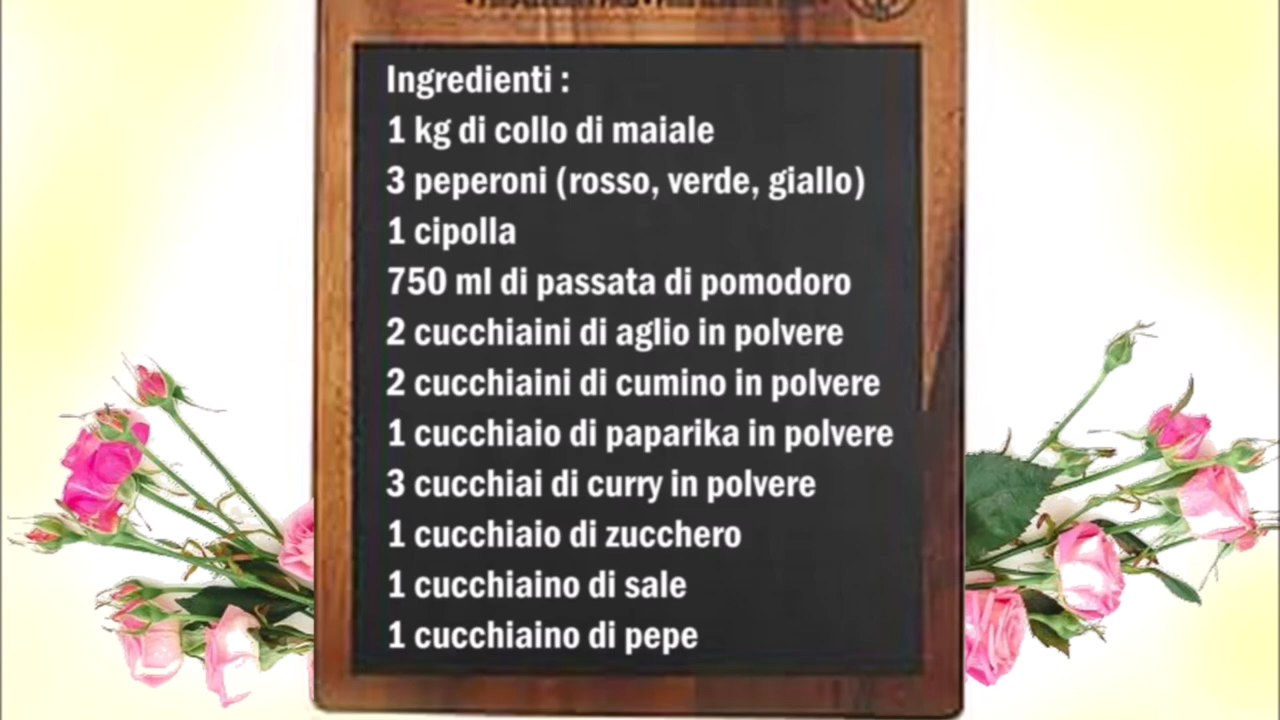 Ingredienti :
1 kg di collo di maiale
3 peperoni (rosso, verde, giallo)
1 cipolla
750 ml di passata di pomodoro
2 cucchiaini di aglio in polvere
2 cucchiaini di cumino in polvere
1 cucchiaio di paparika in polvere
3 cucchiai di curry in polvere
1 cucchiaio di zucchero
1 cucchiaino di sale
1 cucchiaino di pepe